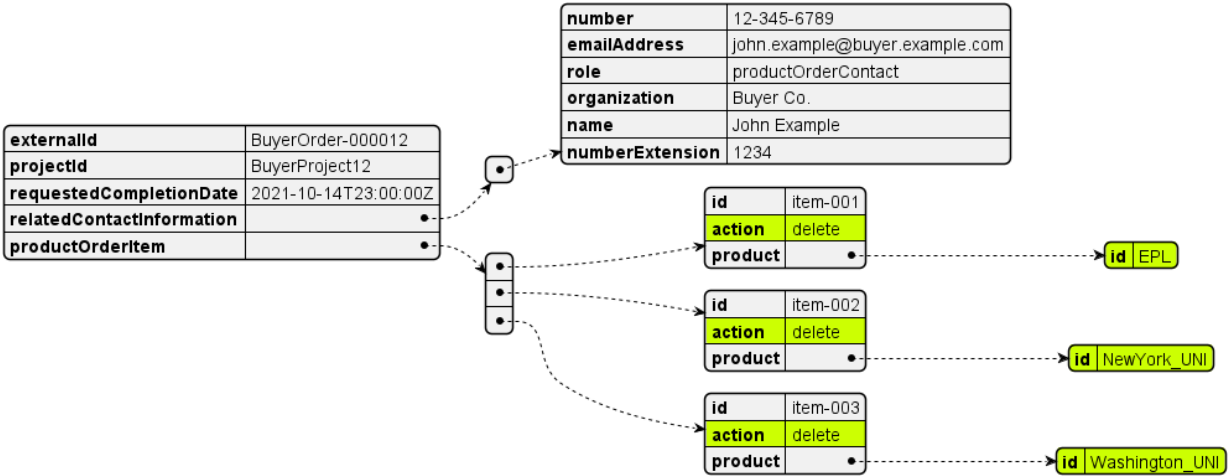 number 12-345-6789
emailAddress john.example@buyer.example.com
role productOrderContact
organization Buyer Co.
name John Example
numberExtension 1234
externalId BuyerOrder-000012
projectId BuyerProject12
requestedCompletionDate 2021-10-14T23:00:00Z
relatedContactInformation
productOrderItem
id item-001
action delete
product
id EPL
id item-002
action delete
product
id NewYork_UNI
id item-003
action delete
product
id Washington_UNI